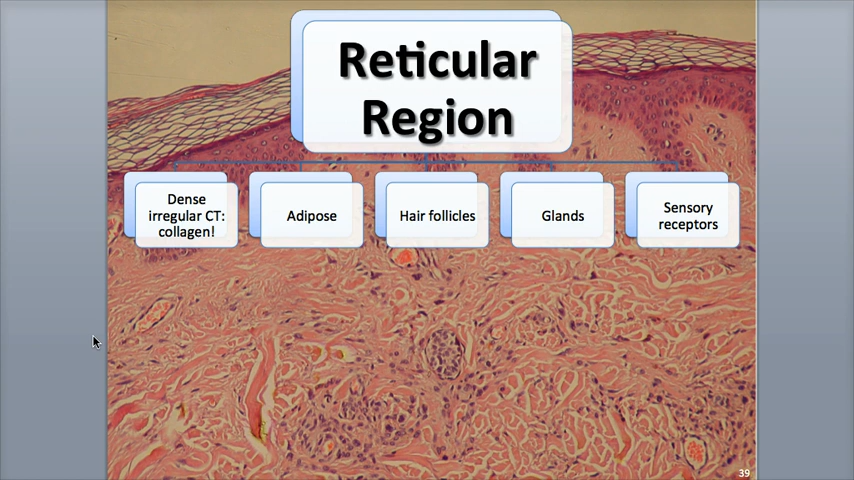 Reticular
Region
Dense
irregular CT:
collagen!
Adipose
Hair follicles
Glands
Sensory
receptors
39